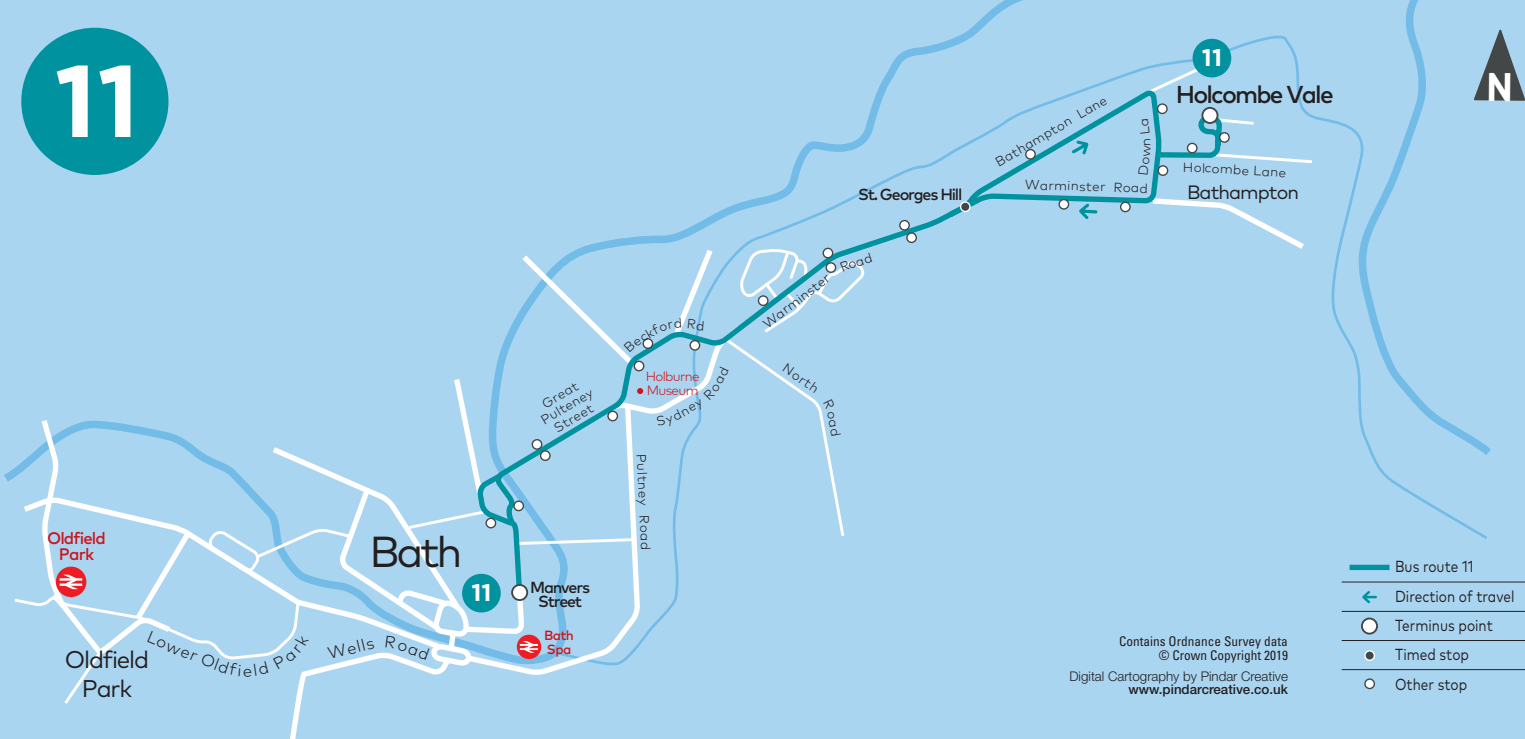 11
11
N
Holcombe Vale
Bathampton Lane
Down La
Holcombe Lane
Warminster Road
Bathampton
St. Georges Hill
Warminster Road
Beckford Rd
Holburne
Museum
Sydney Road
North Road
Great
Pulteney
Street
Pultney Road
Bath
11
Manvers
Street
Bath
Spa
Oldfield
Park
Oldfield
Park
Lower Oldfield Park
Wells Road
Contains Ordnance Survey data
© Crown Copyright 2019
Digital Cartography by Pindar Creative
www.pindarcreative.co.uk
Bus route 11
Direction of travel
Terminus point
Timed stop
Other stop